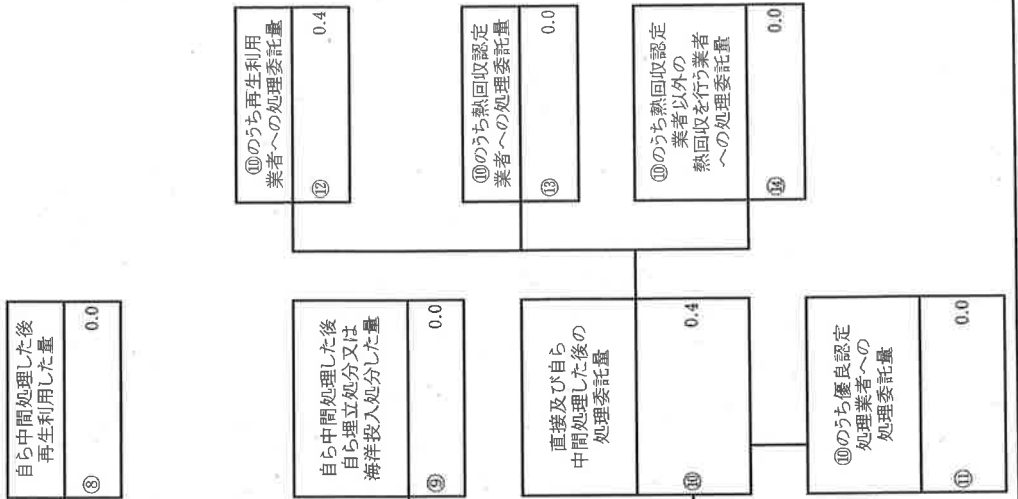 自ら中間処理した後
再生利用した量
⑧ 0.0
自ら中間処理した後
自ら埋立処分又は
海洋投入処分した量
⑨ 0.0
直接及び自ら
中間処理した後の
処理委託量
⑩ 0.4
⑩のうち優良認定
処理業者への
処理委託量
⑪ 0.0
⑩のうち再生利用
業者への処理委託量
⑫ 0.4
⑩のうち熱回収認定
業者への処理委託量
⑬ 0.0
⑩のうち熱回収認定
業者以外の
熱回収を行う業者
への処理委託量
⑭ 0.0